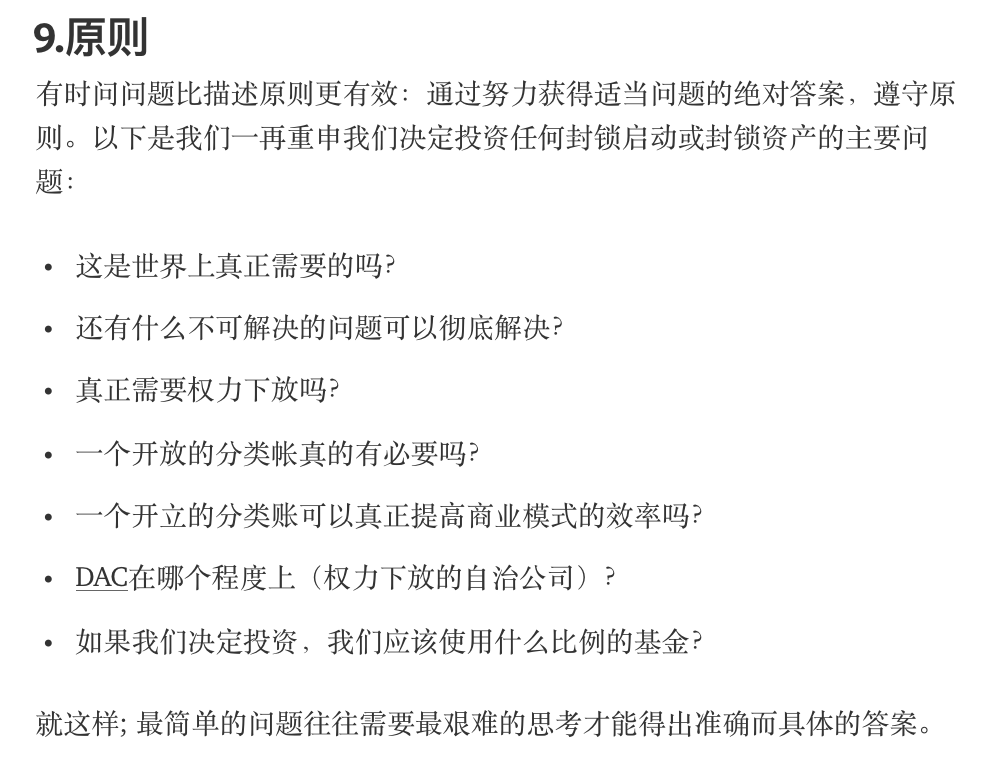 9.原则
有时问问题比描述原则更有效：通过努力获得适当问题的绝对答案，遵守原
则。以下是我们一再重申我们决定投资任何封锁启动或封锁资产的主要问
题：
• 这是世界上真正需要的吗？
• 还有什么不可解决的问题可以彻底解决？
• 真正需要权力下放吗？
• 一个开放的分类帐真的有必要吗？
• 一个开立的分类账可以真正提高商业模式的效率吗？
• DAC在哪个程度上（权力下放的自治公司）？
• 如果我们决定投资，我们应该使用什么比例的基金？
就这样; 最简单的问题往往需要最艰难的思考才能得出准确而具体的答案。